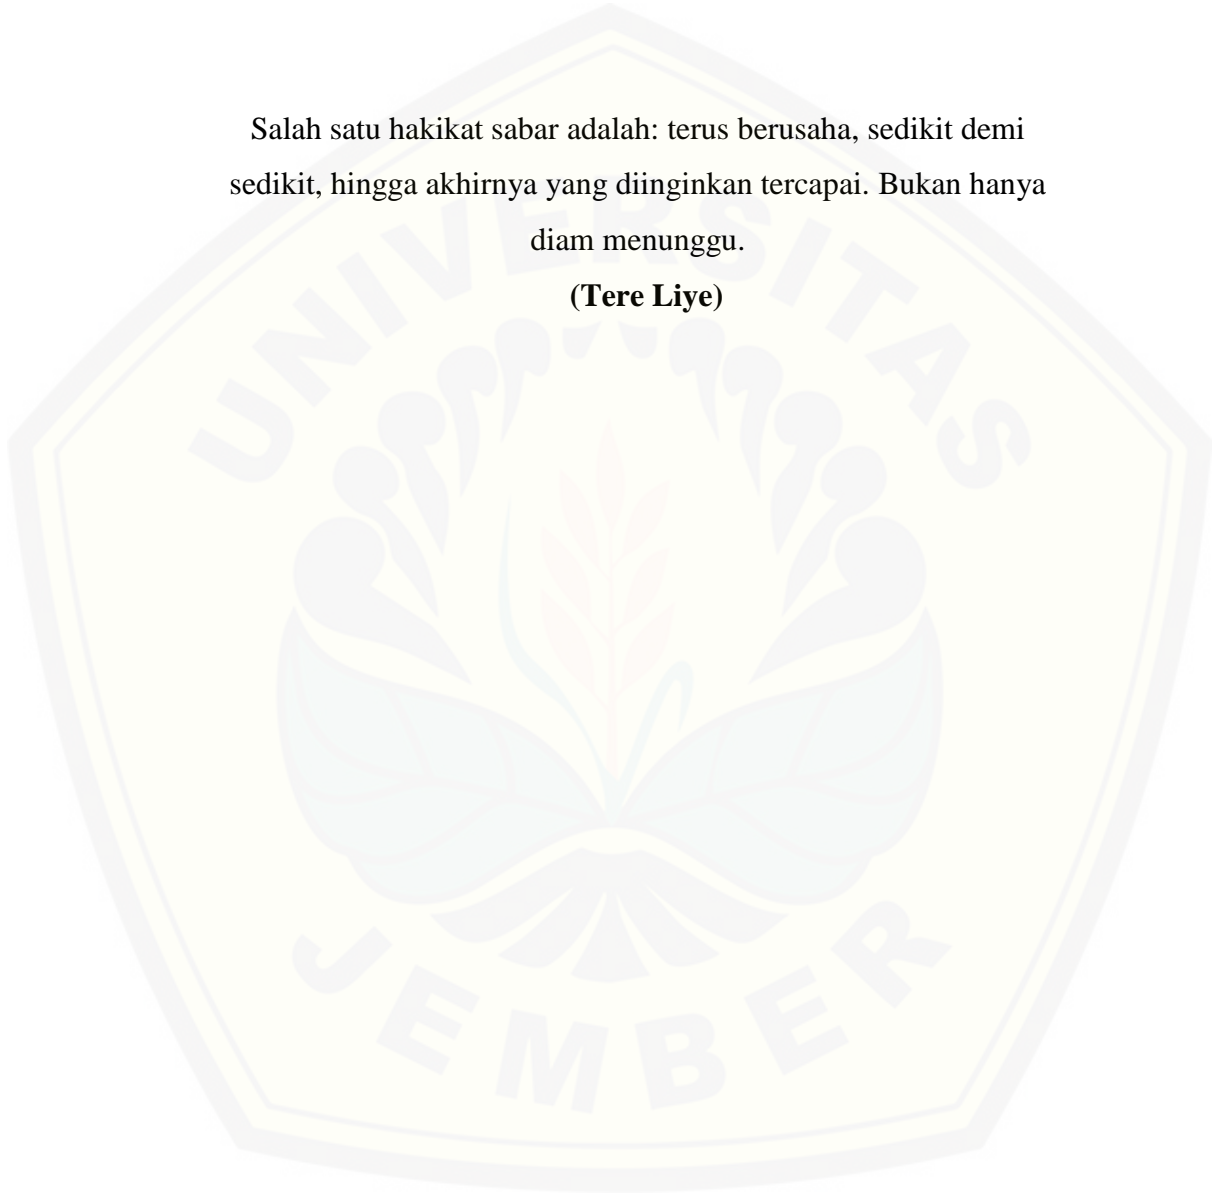 Salah satu hakikat sabar adalah: terus berusaha, sedikit demi
sedikit, hingga akhirnya yang diinginkan tercapai. Bukan hanya
diam menunggu.
(Tere Liye)
UNIVERSITAS
JEMBER